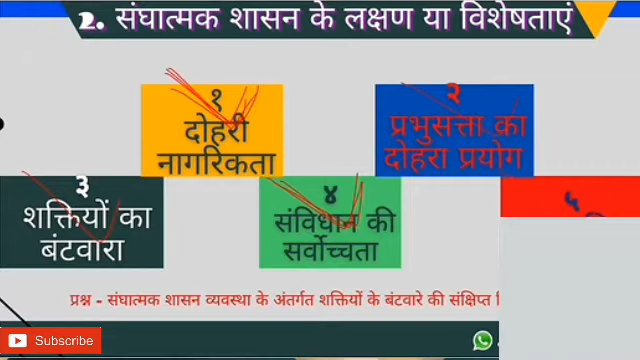 2. संघात्मक शासन के लक्षण या विशेषताएं
१
दोहरी
नागरिकता
२
प्रभुसत्ता का
दोहरा प्रयोग
३
शक्तियों का
बंटवारा
४
संविधान की
सर्वोच्चता
५
प्रश्न - संघात्मक शासन व्यवस्था के अंतर्गत शक्तियों के बंटवारे की संक्षिप्त
Subscribe